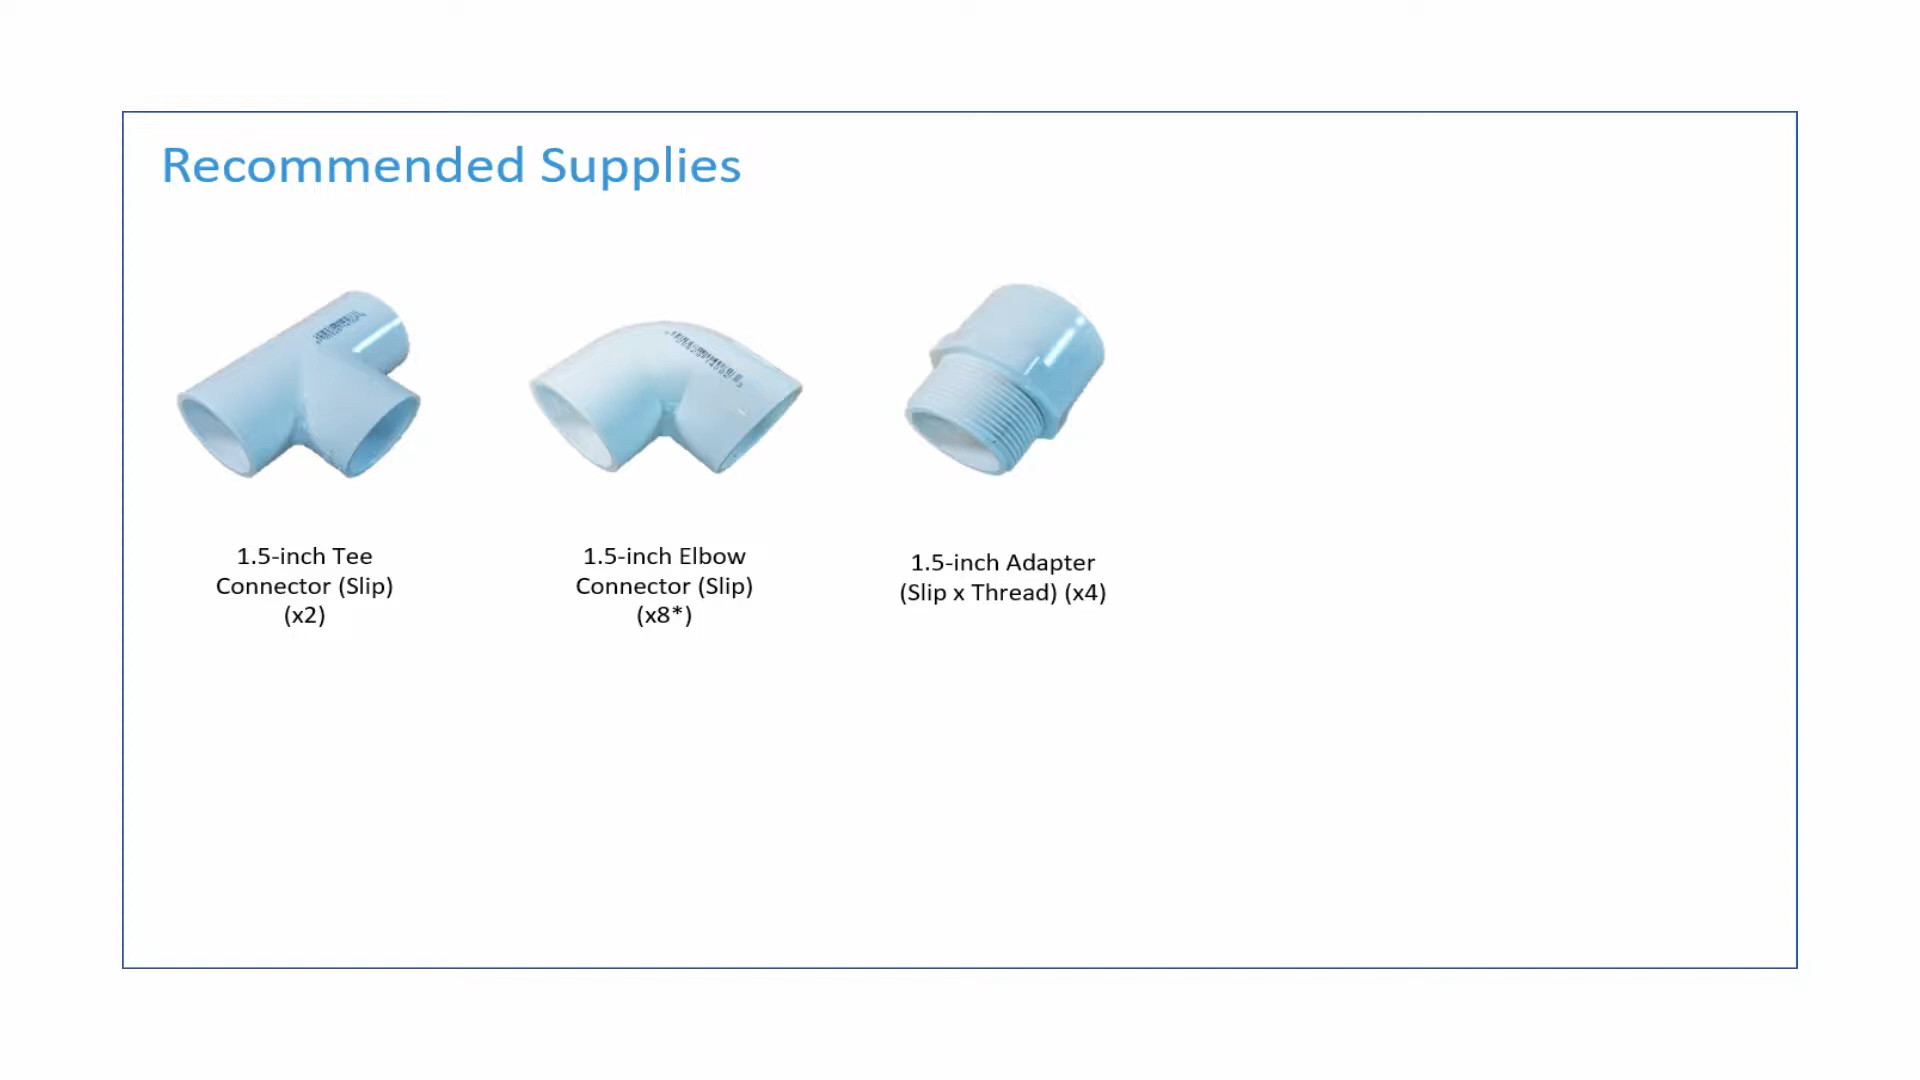 Recommended Supplies
1.5-inch Tee
Connector (Slip)
(x2)
1.5-inch Elbow
Connector (Slip)
(x8*)
1.5-inch Adapter
(Slip x Thread) (x4)